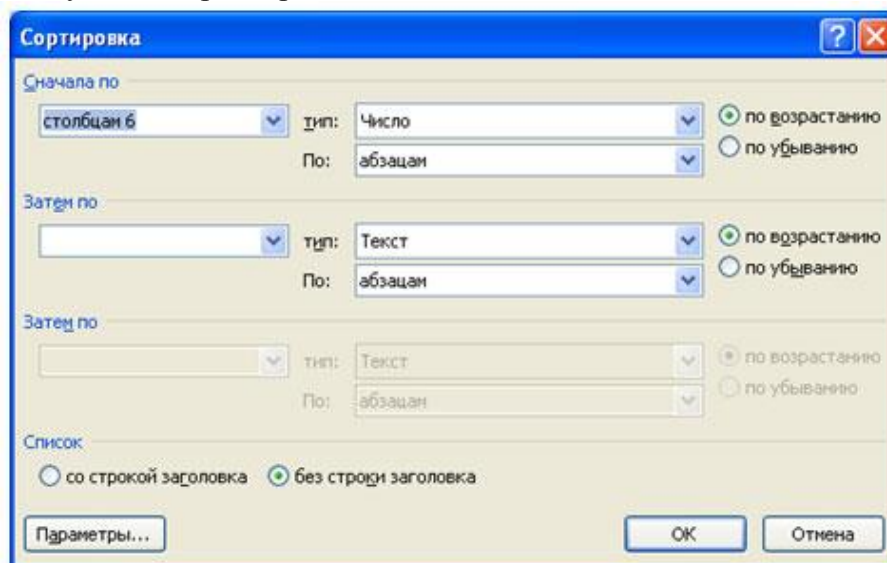 Сортировка
Сначала по
столбцам 6 тип: Число по возрастанию
По: абзацам по убыванию
Затем по
тип: Текст по возрастанию
По: абзацам по убыванию
Затем по
тип: Текст по возрастанию
По: абзацам по убыванию
Список
со строкой заголовка без строки заголовка
Параметры... ОК Отмена